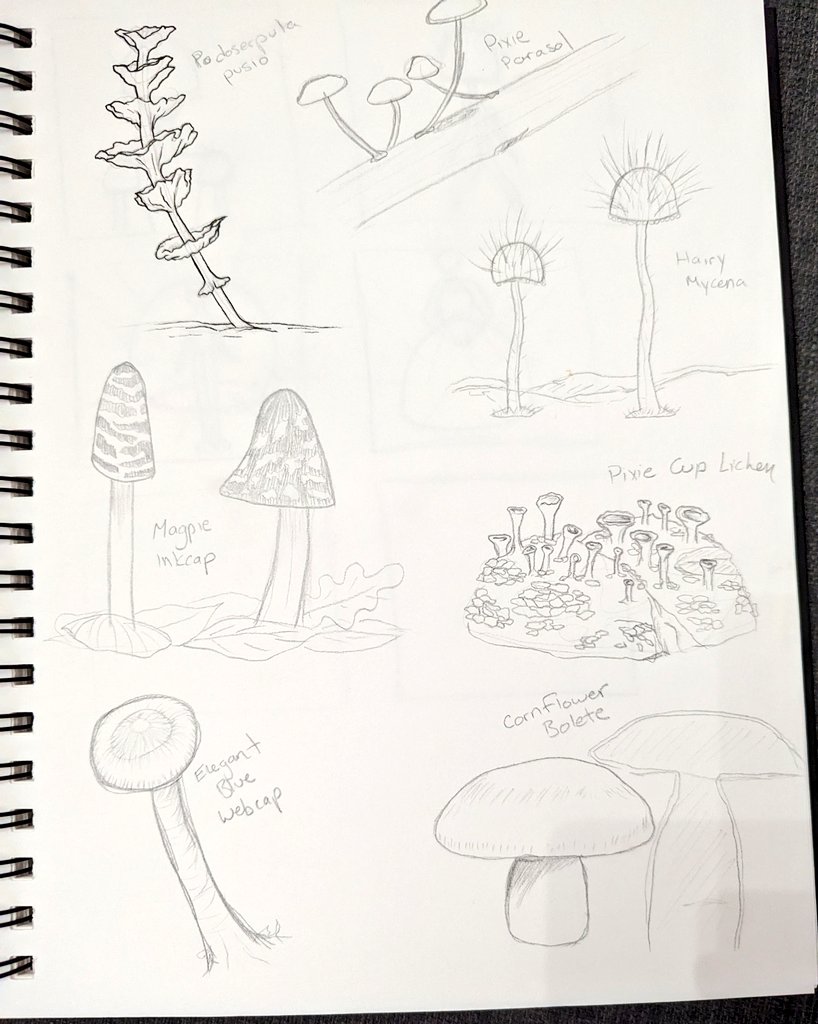 Podoserpula
pusio
Pixie
Parasol
Hairy
Mycena
Magpie
Inkcap
Pixie Cup Lichen
Elegant
Blue
Webcap
Cornflower
Bolete